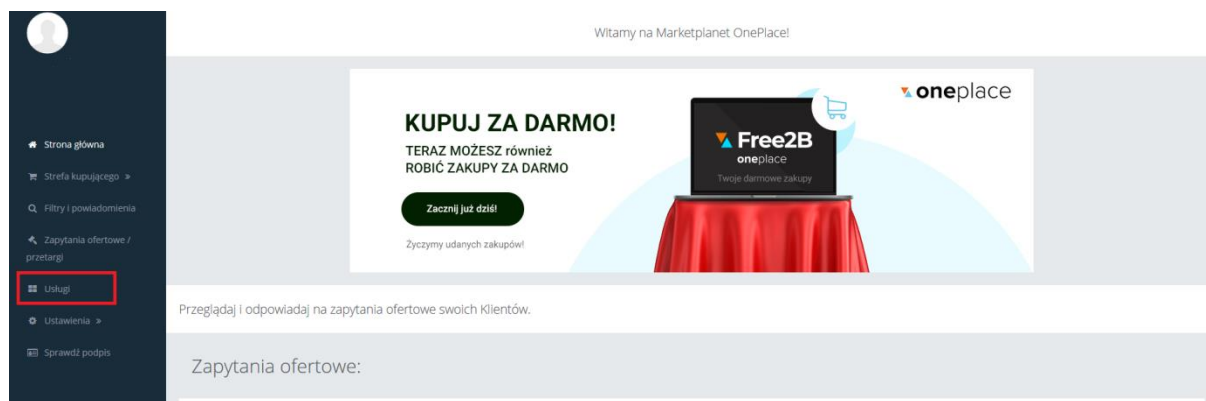 Witamy na Marketplanet OnePlace!
Strona główna
Strefa kupującego »
Filtry i powiadomienia
Zapytania ofertowe /
przetargi
Usługi
Ustawienia »
Sprawdź podpis
oneplace
KUPUJ ZA DARMO!
TERAZ MOŻESZ również
ROBIĆ ZAKUPY ZA DARMO
Zacznij już dziś!
Życzymy udanych zakupów!
Free2B
oneplace
Twoje darmowe zakupy
Przeglądaj i odpowiadaj na zapytania ofertowe swoich Klientów.
Zapytania ofertowe: